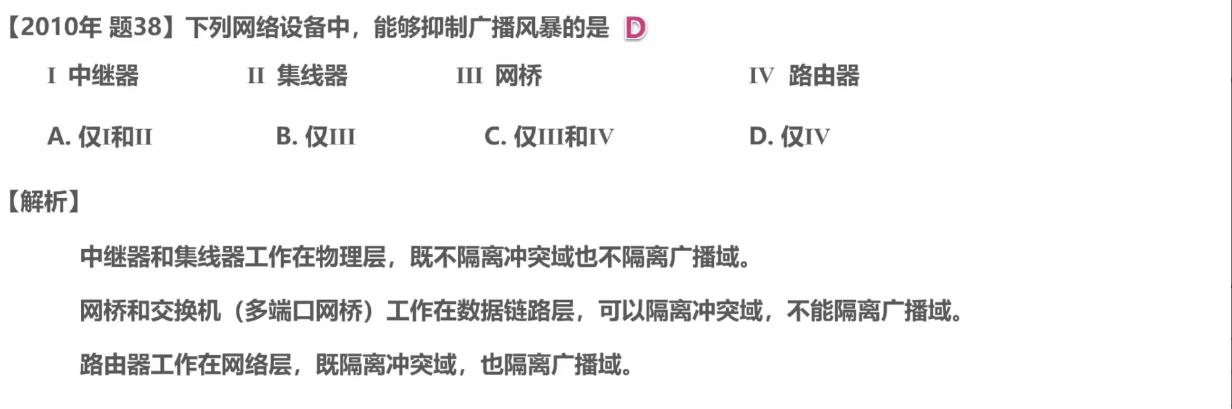 【2010年 题38】下列网络设备中，能够抑制广播风暴的是 D
I 中继器 II 集线器 III 网桥 IV 路由器
A. 仅I和II B. 仅III C. 仅III和IV D. 仅IV
【解析】
中继器和集线器工作在物理层，既不隔离冲突域也不隔离广播域。
网桥和交换机（多端口网桥）工作在数据链路层，可以隔离冲突域，不能隔离广播域。
路由器工作在网络层，既隔离冲突域，也隔离广播域。